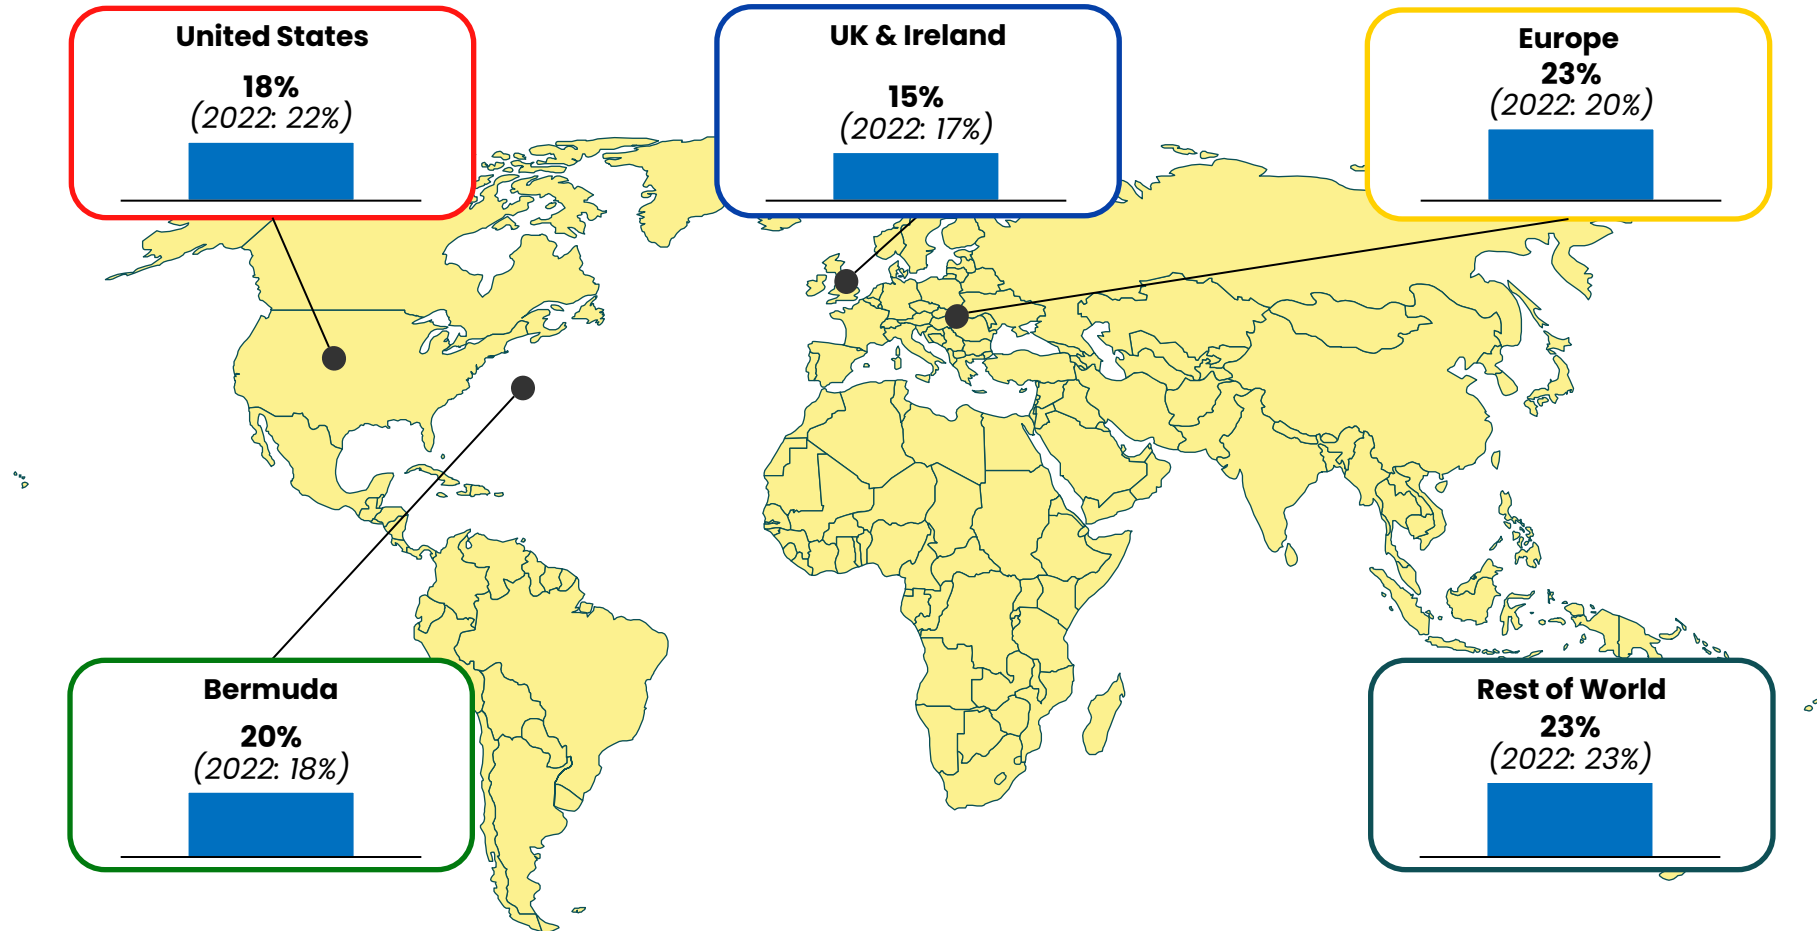 United States
18%
(2022: 22%)
UK & Ireland
15%
(2022: 17%)
Europe
23%
(2022: 20%)
Bermuda
20%
(2022: 18%)
Rest of World
23%
(2022: 23%)